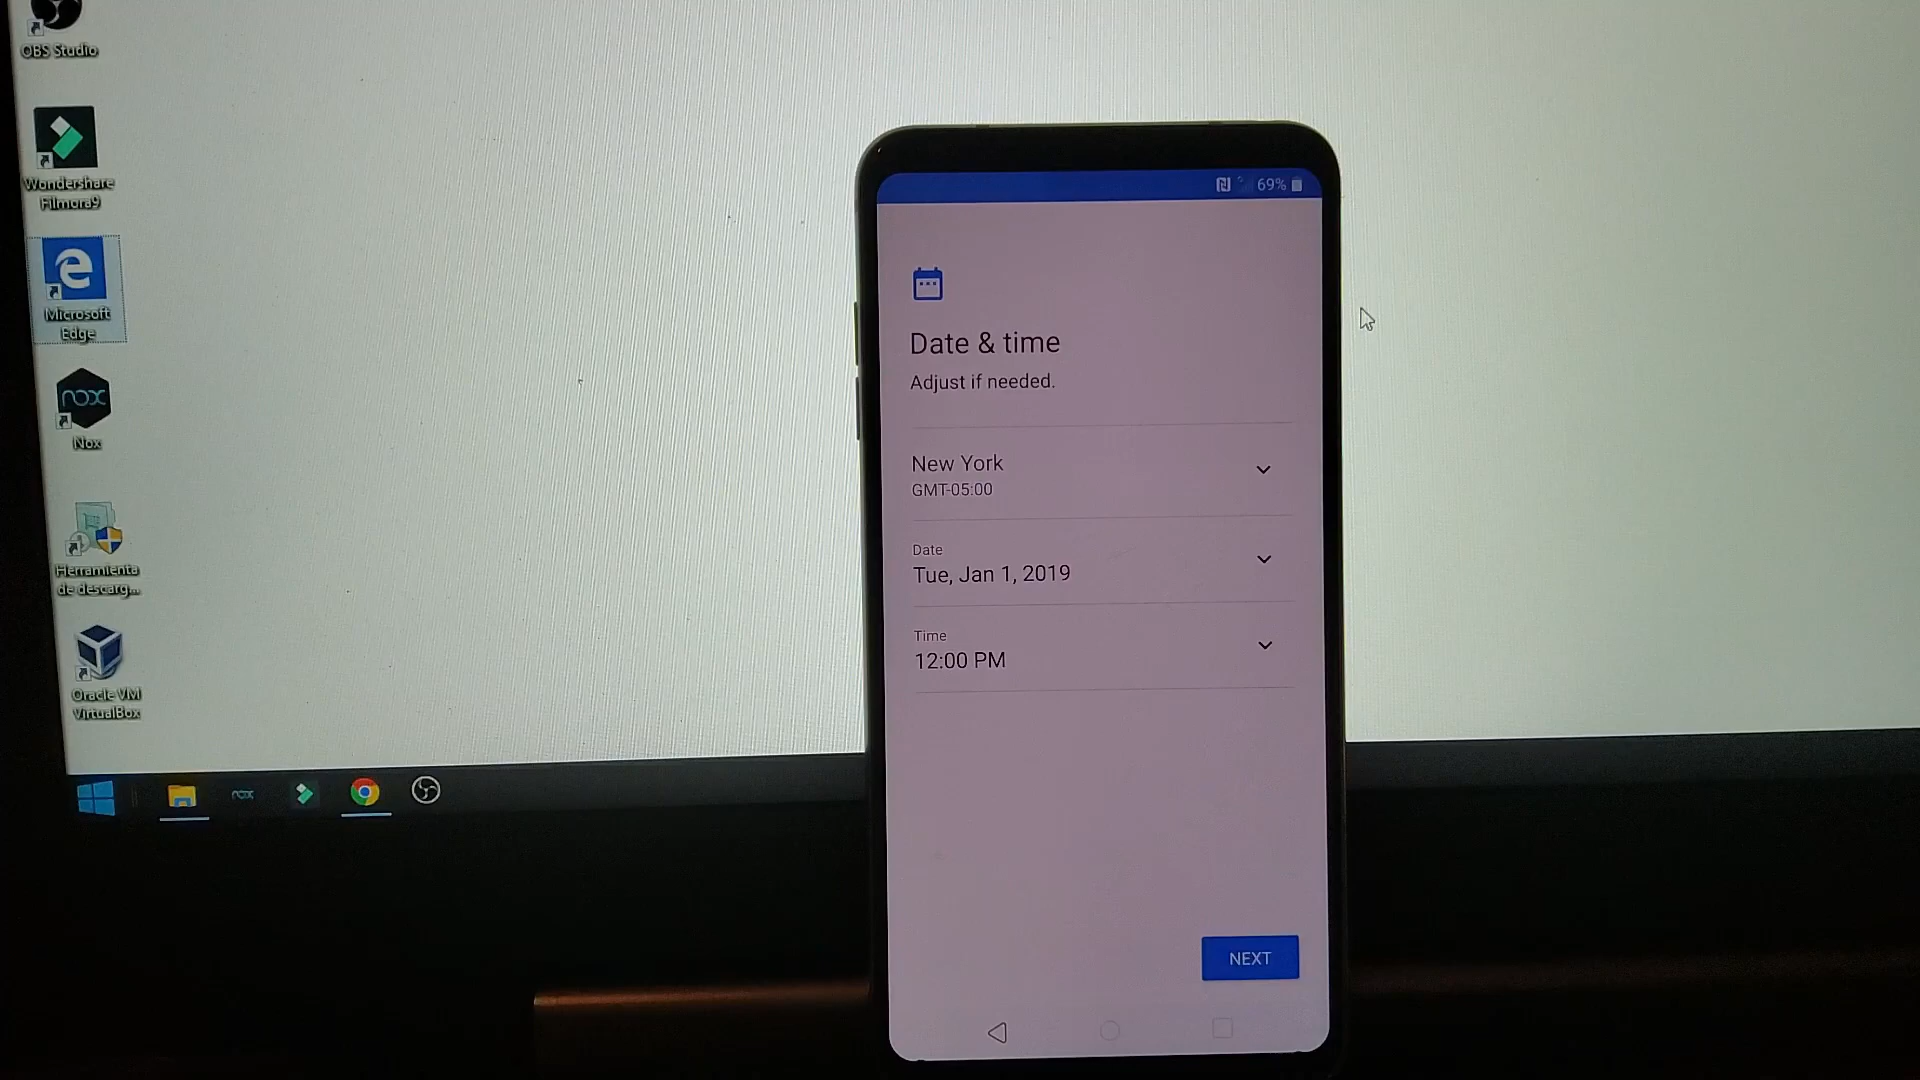 OBS Studio
Wondershare
Filmora9
Microsoft
Edge
nox
Nox
Herramienta
de descarg...
Oracle VM
VirtualBox
nox
69%
Date & time
Adjust if needed.
New York
GMT-05:00
Date
Tue, Jan 1, 2019
Time
12:00 PM
NEXT